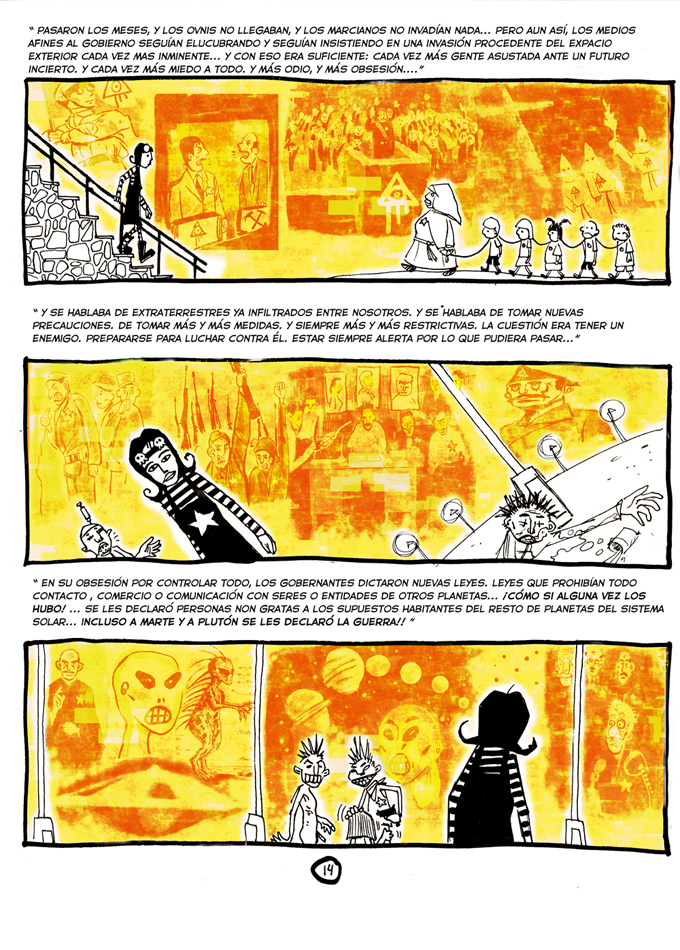 " PASARON LOS MESES, Y LOS OVNIS NO LLEGABAN, Y LOS MARCIANOS NO INVADÍAN NADA... PERO AUN ASÍ, LOS MEDIOS
AFINES AL GOBIERNO SEGUÍAN ELUCUBRANDO Y SEGUÍAN INSISTIENDO EN UNA INVASIÓN PROCEDENTE DEL EXPACIO
EXTERIOR CADA VEZ MAS INMINENTE... Y CON ESO ERA SUFICIENTE: CADA VEZ MÁS GENTE ASUSTADA ANTE UN FUTURO
INCIERTO. Y CADA VEZ MÁS MIEDO A TODO. Y MÁS ODIO, Y MÁS OBSESIÓN...."
" Y SE HABLABA DE EXTRATERRESTRES YA INFILTRADOS ENTRE NOSOTROS. Y SE HABLABA DE TOMAR NUEVAS
PRECAUCIONES. DE TOMAR MÁS Y MÁS MEDIDAS. Y SIEMPRE MÁS Y MÁS RESTRICTIVAS. LA CUESTIÓN ERA TENER UN
ENEMIGO. PREPARARSE PARA LUCHAR CONTRA ÉL. ESTAR SIEMPRE ALERTA POR LO QUE PUDIERA PASAR..."
" EN SU OBSESIÓN POR CONTROLAR TODO, LOS GOBERNANTES DICTARON NUEVAS LEYES. LEYES QUE PROHIBÍAN TODO
CONTACTO , COMERCIO O COMUNICACIÓN CON SERES O ENTIDADES DE OTROS PLANETAS... ¡CÓMO SI ALGUNA VEZ LOS
HUBO! ... SE LES DECLARÓ PERSONAS NON GRATAS A LOS SUPUESTOS HABITANTES DEL RESTO DE PLANETAS DEL SISTEMA
SOLAR... INCLUSO A MARTE Y A PLUTÓN SE LES DECLARÓ LA GUERRA!! "
14